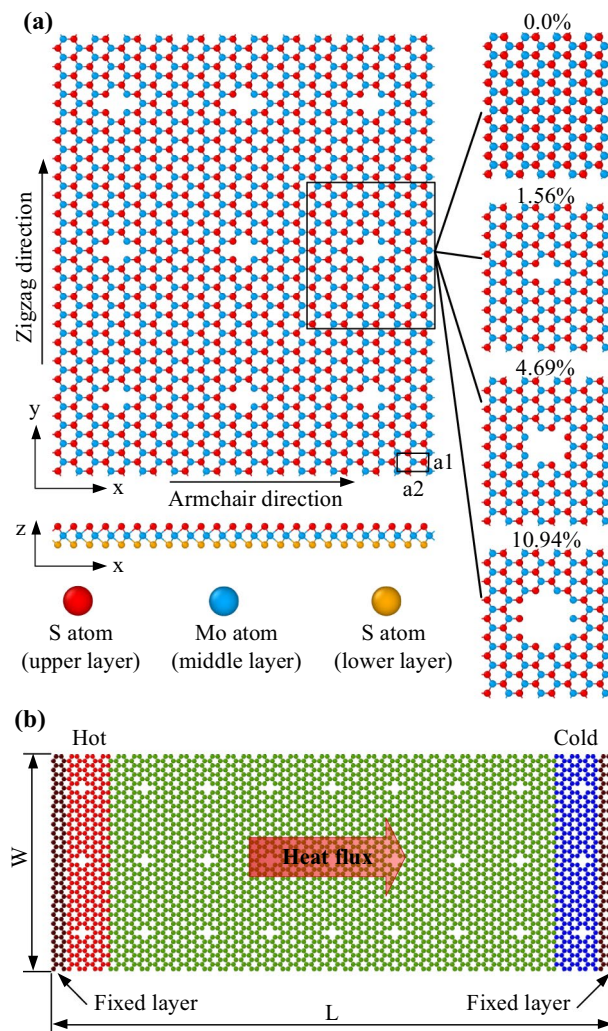 (a)
0.0%
1.56%
4.69%
10.94%
Zigzag direction
y
x
Armchair direction
a1
a2
z
x
S atom
(upper layer)
Mo atom
(middle layer)
S atom
(lower layer)
(b)
Hot
Cold
W
Heat flux
Fixed layer
L
Fixed layer